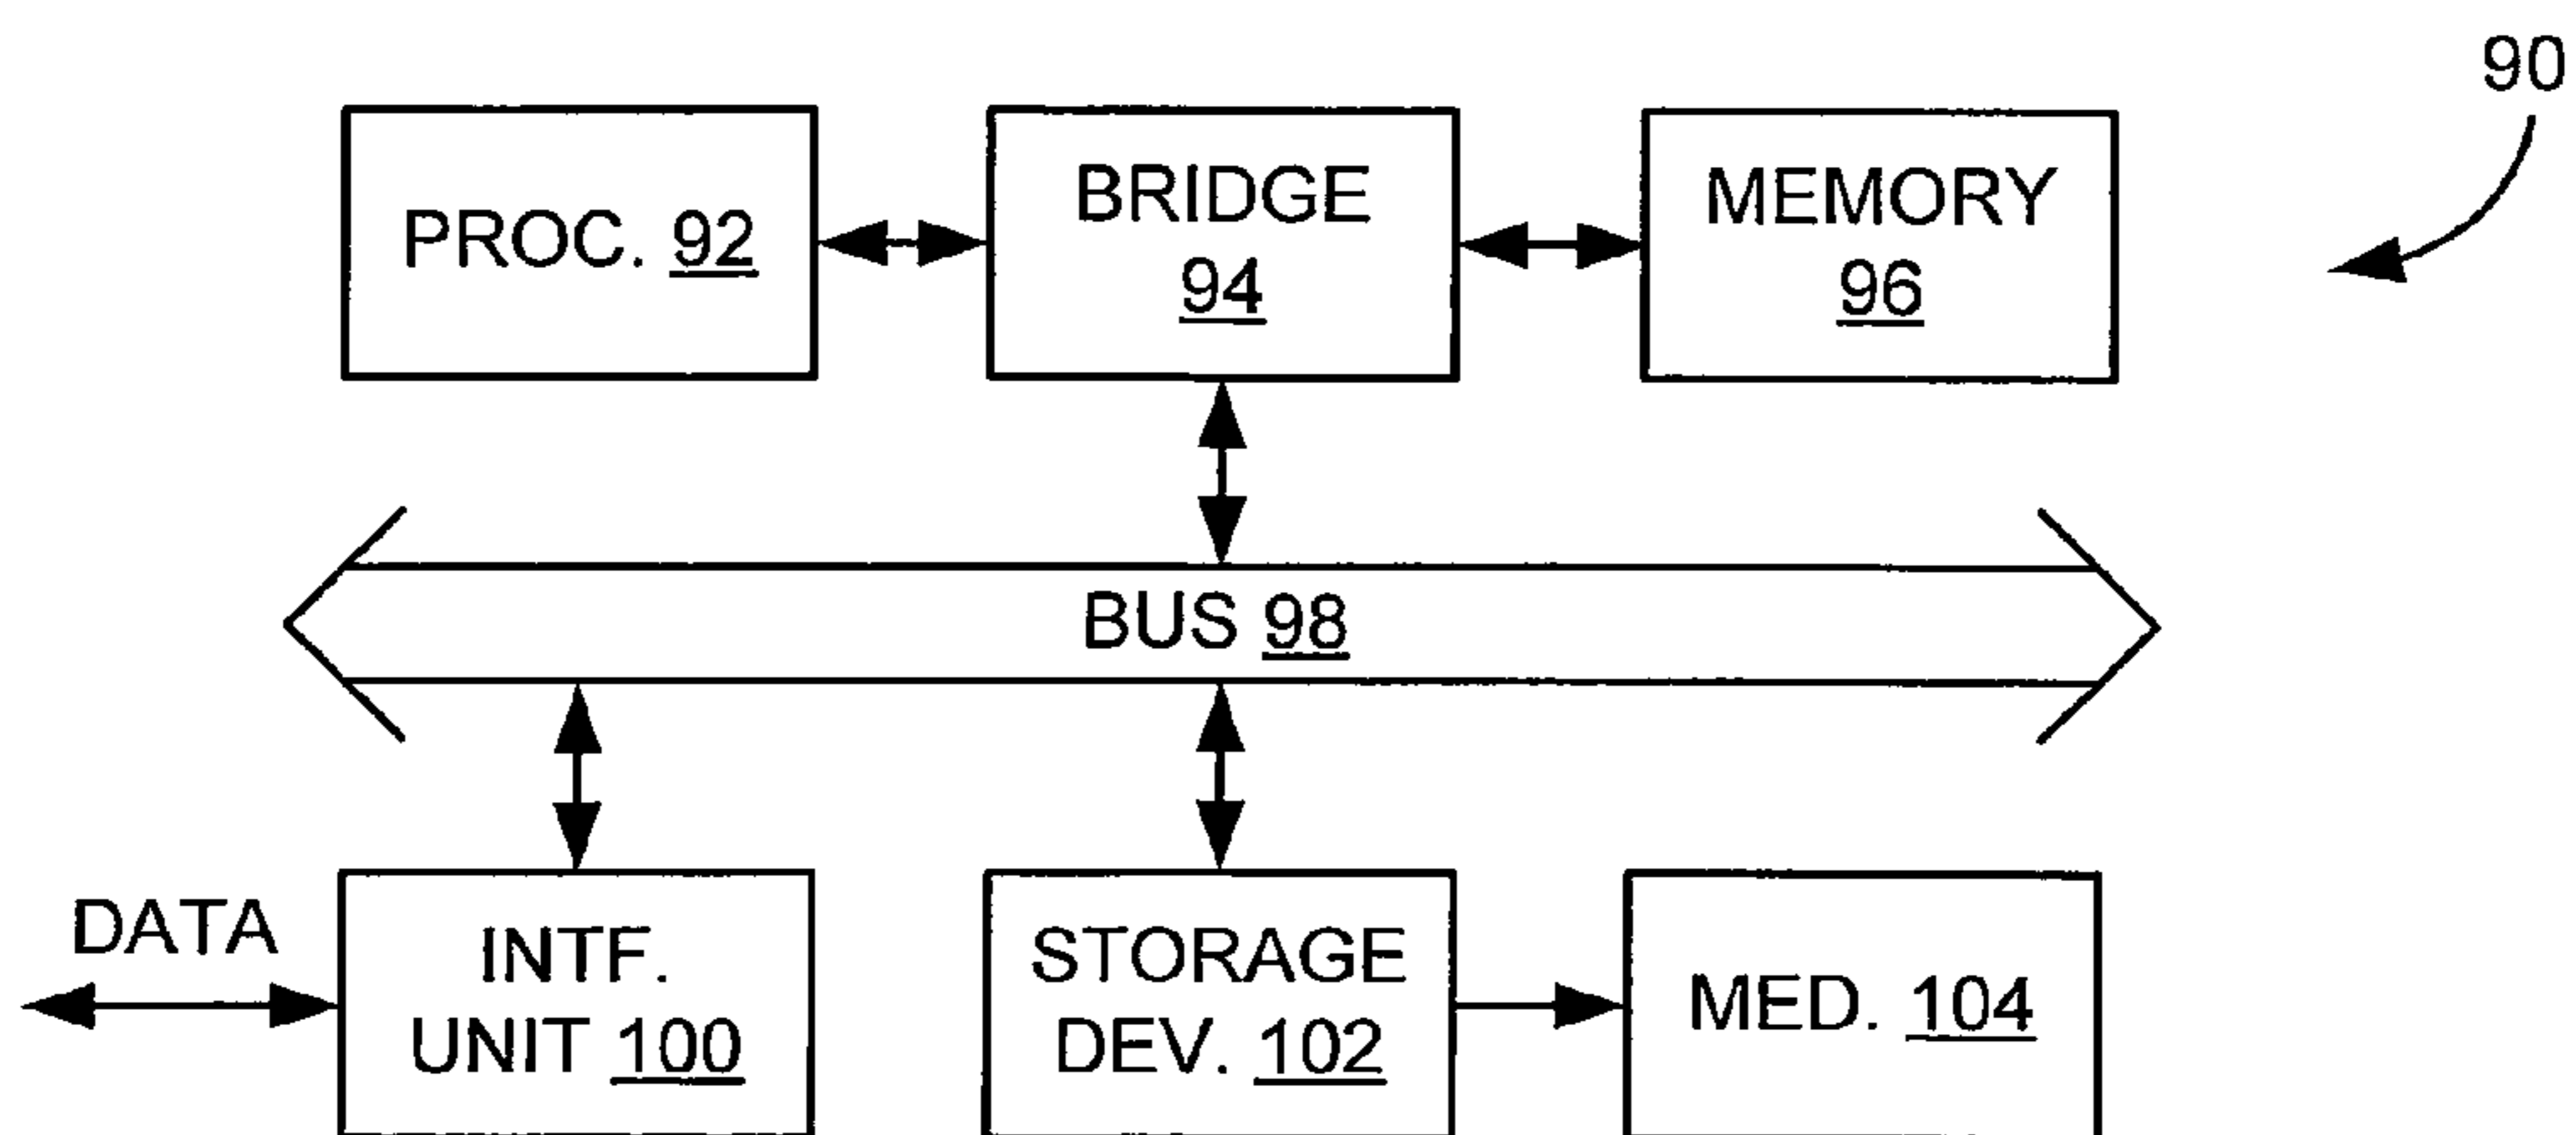 90
PROC. 92
BRIDGE
94
MEMORY
96
BUS 98
DATA
INTF.
UNIT 100
STORAGE
DEV. 102
MED. 104